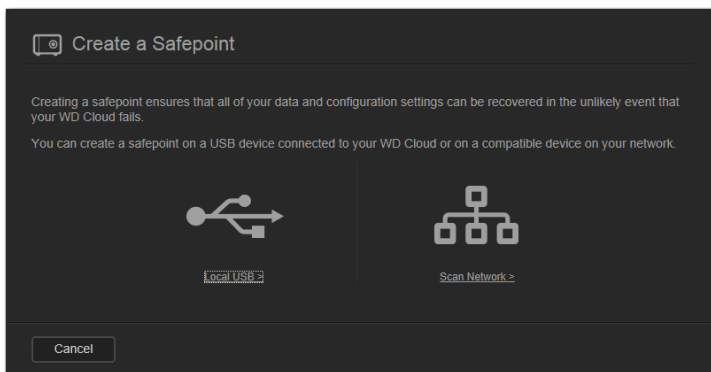 Create a Safepoint
Creating a safepoint ensures that all of your data and configuration settings can be recovered in the unlikely event that
your WD Cloud fails.
You can create a safepoint on a USB device connected to your WD Cloud or on a compatible device on your network.
Local USB >
Scan Network >
Cancel